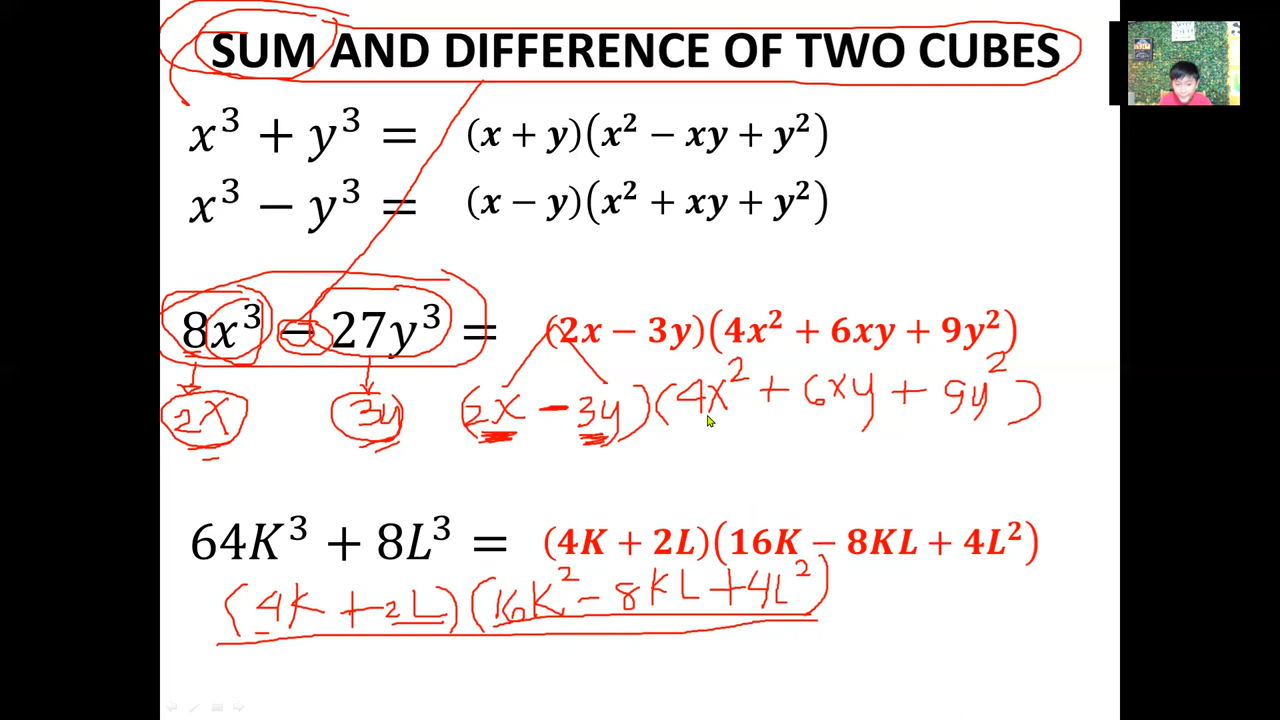 SUM AND DIFFERENCE OF TWO CUBES
x³ + y³ = (x + y)(x² − xy + y²)
x³ − y³ = (x − y)(x² + xy + y²)
8x³ − 27y³ = (2x − 3y)(4x² + 6xy + 9y²)
2x 3y (2x − 3y)(4x² + 6xy + 9y²)
64K³ + 8L³ = (4K + 2L)(16K − 8KL + 4L²)
(4K + 2L)(16K² − 8KL + 4L²)